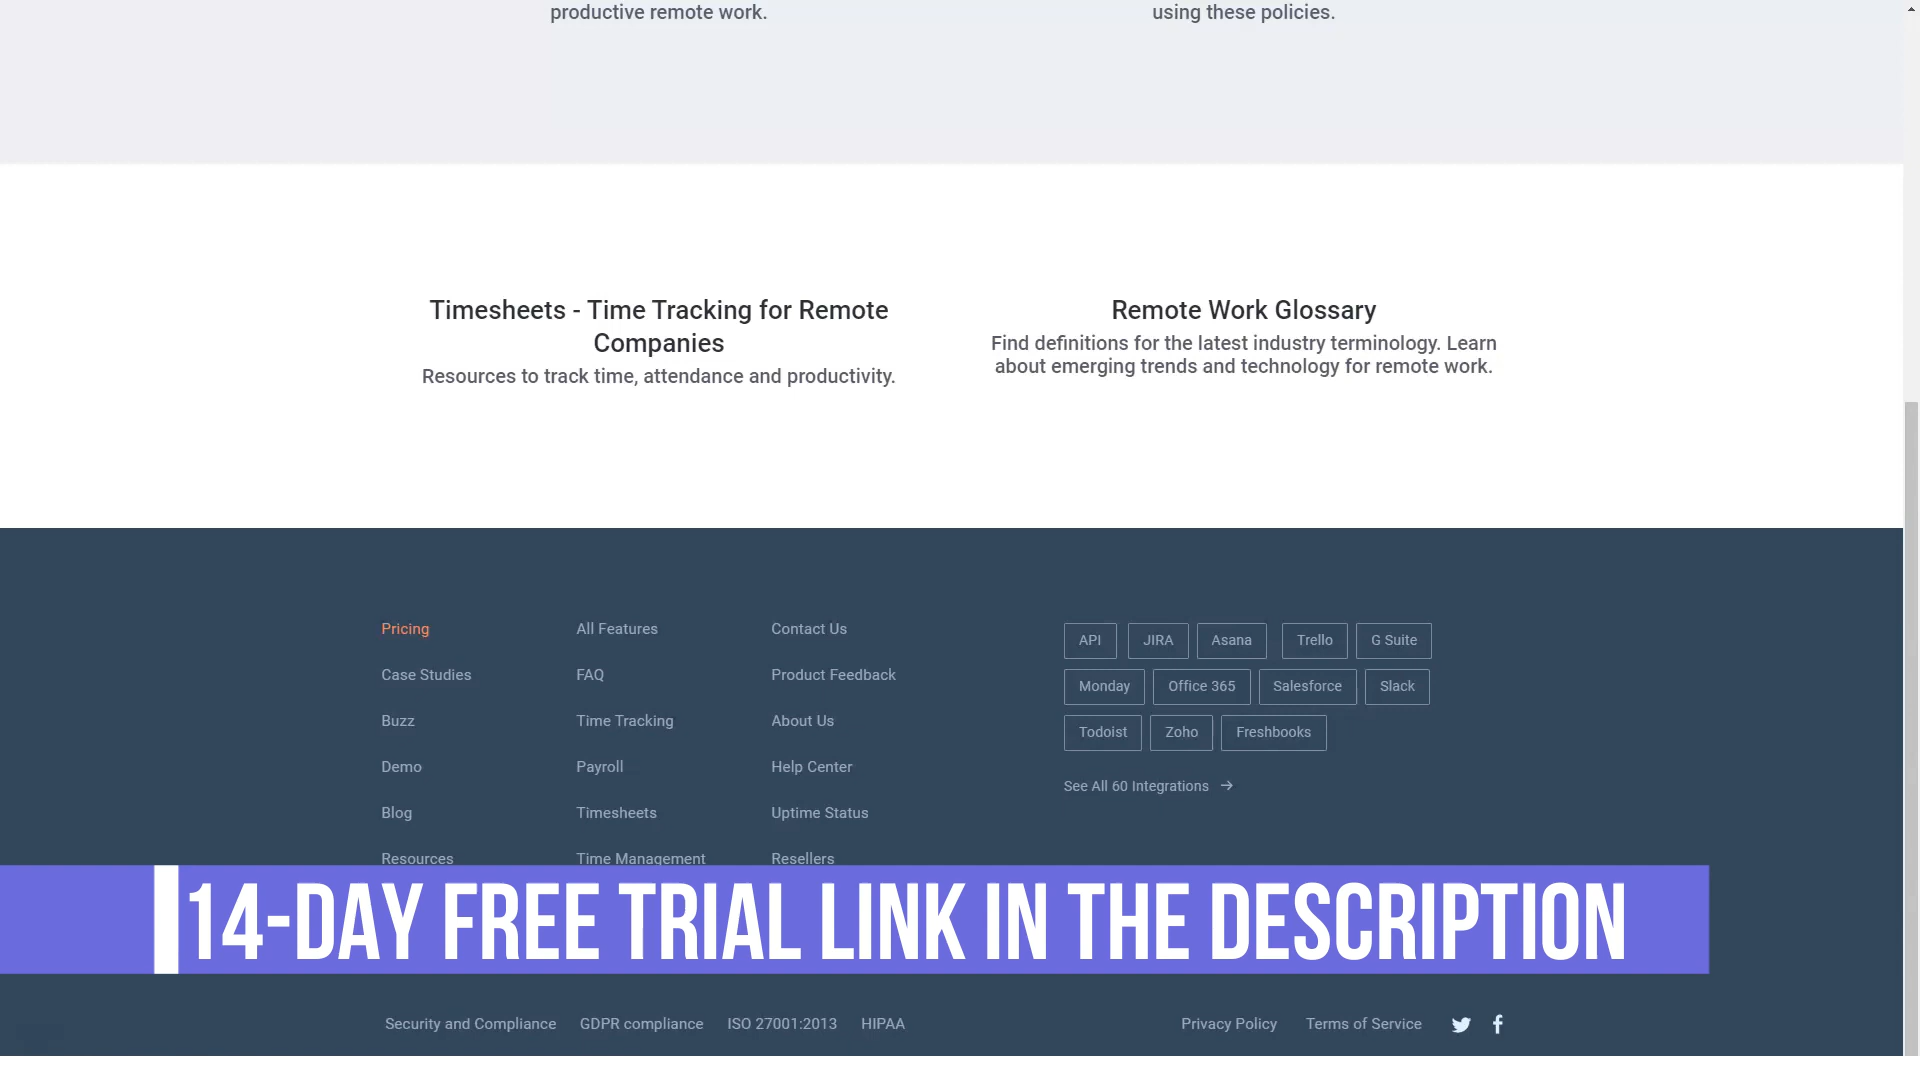 productive remote work.
using these policies.
Timesheets - Time Tracking for Remote
Companies
Resources to track time, attendance and productivity.
Remote Work Glossary
Find definitions for the latest industry terminology. Learn
about emerging trends and technology for remote work.
Pricing
Case Studies
Buzz
Demo
Blog
Resources
All Features
FAQ
Time Tracking
Payroll
Timesheets
Time Management
Contact Us
Product Feedback
About Us
Help Center
Uptime Status
Resellers
API JIRA Asana Trello G Suite
Monday Office 365 Salesforce Slack
Todoist Zoho Freshbooks
See All 60 Integrations →
14-DAY FREE TRIAL LINK IN THE DESCRIPTION
Security and Compliance GDPR compliance ISO 27001:2013 HIPAA
Privacy Policy Terms of Service